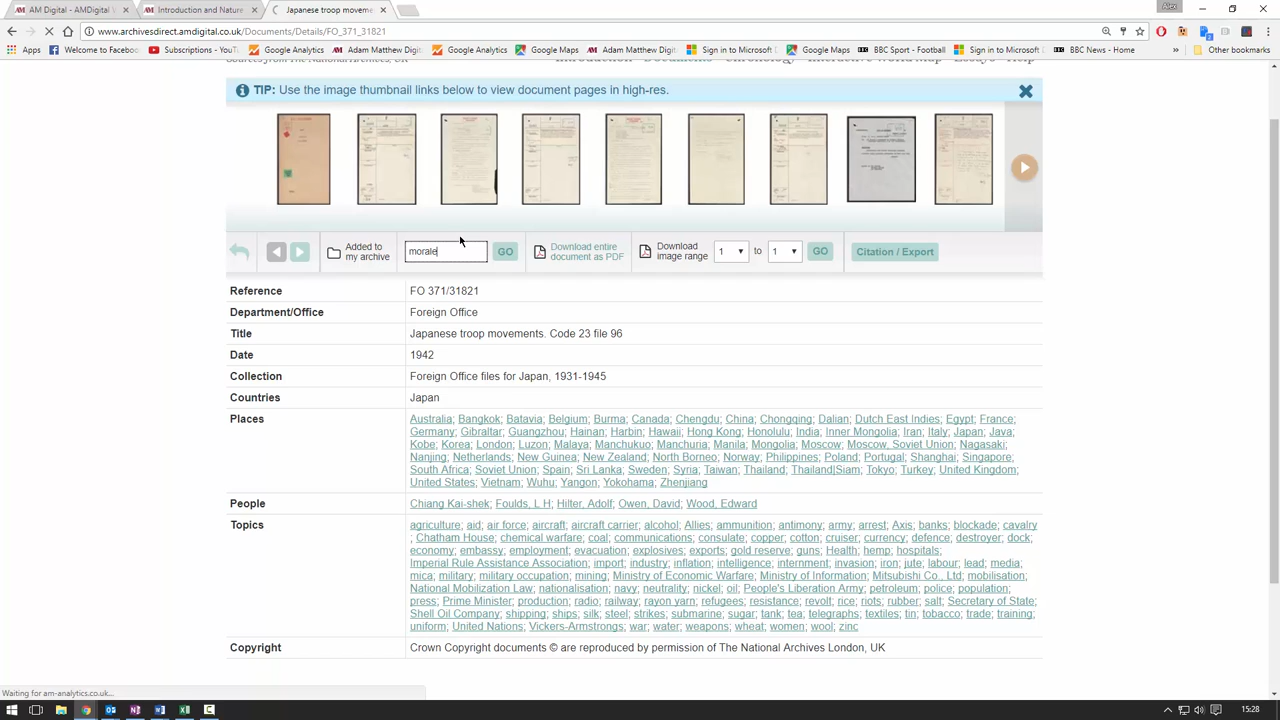 AM Digital - AMDigital
Introduction and Nature
Japanese troop movemen
Alex
www.archivesdirect.amdigital.co.uk/Documents/Details/FO_371_31821
Apps
Welcome to Facebo
Subscriptions - YouTu
Google Analytics
Google Maps
Adam Matthew Digit
Google Analytics
Adam Matthew Digit
Sign in to Microsoft
Google Maps
Sign in to Microsoft
BBC Sport - Football
BBC News - Home
»
Other bookmarks
TIP: Use the image thumbnail links below to view document pages in high-res.
Added to
my archive
morale
GO
Download entire
document as PDF
Download
image range
1 to 1
GO
Citation / Export
Reference FO 371/31821
Department/Office Foreign Office
Title Japanese troop movements. Code 23 file 96
Date 1942
Collection Foreign Office files for Japan, 1931-1945
Countries Japan
Places Australia; Bangkok; Batavia; Belgium; Burma; Canada; Chengdu; China; Chongqing; Dalian; Dutch East Indies; Egypt; France;
Germany; Gibraltar; Guangzhou; Hainan; Harbin; Hawaii; Hong Kong; Honolulu; India; Inner Mongolia; Iran; Italy; Japan; Java;
Kobe; Korea; London; Luzon; Malaya; Manchukuo; Manchuna; Manila; Mongolia; Moscow; Moscow, Soviet Union; Nagasaki;
Nanjing; Netherlands; New Guinea; New Zealand; North Borneo; Norway; Philippines; Poland; Portugal; Shanghai; Singapore;
South Africa; Soviet Union; Spain; Sri Lanka; Sweden; Syria; Taiwan; Thailand; Thailand|Siam; Tokyo; Turkey; United Kingdom;
United States; Vietnam; Wuhu; Yangon; Yokohama; Zhenjiang
People Chiang Kai-shek; Foulds, L H; Hilter, Adolf; Owen, David; Wood, Edward
Topics agriculture; aid; air force; aircraft; aircraft carrier; alcohol; Allies; ammunition; antimony; army; arrest; Axis; banks; blockade; cavalry
; Chatham House; chemical warfare; coal; communications; consulate; copper; cotton; cruiser; currency; defence; destroyer; dock;
economy; embassy; employment; evacuation; explosives; exports; gold reserve; guns; Health; hemp; hospitals;
Imperial Rule Assistance Association; import; industry; inflation; intelligence; internment; invasion; iron; jute; labour; lead; media;
mica; military; military occupation; mining; Ministry of Economic Warfare; Ministry of Information; Mitsubishi Co., Ltd; mobilisation;
National Mobilization Law; nationalisation; navy; neutrality; nickel; oil; People's Liberation Army; petroleum; police; population;
press; Prime Minister; production; radio; railway; rayon yarn; refugees; resistance; revolt; rice; riots; rubber; salt; Secretary of State;
Shell Oil Company; shipping; ships; silk; steel; strikes; submarine; sugar; tank; tea; telegraphs; textiles; tin; tobacco; trade; training;
uniform; United Nations; Vickers-Armstrongs; war; water; weapons; wheat; women; wool; zinc
Copyright Crown Copyright documents © are reproduced by permission of The National Archives London, UK
Waiting for am-analytics.co.uk...
15:28